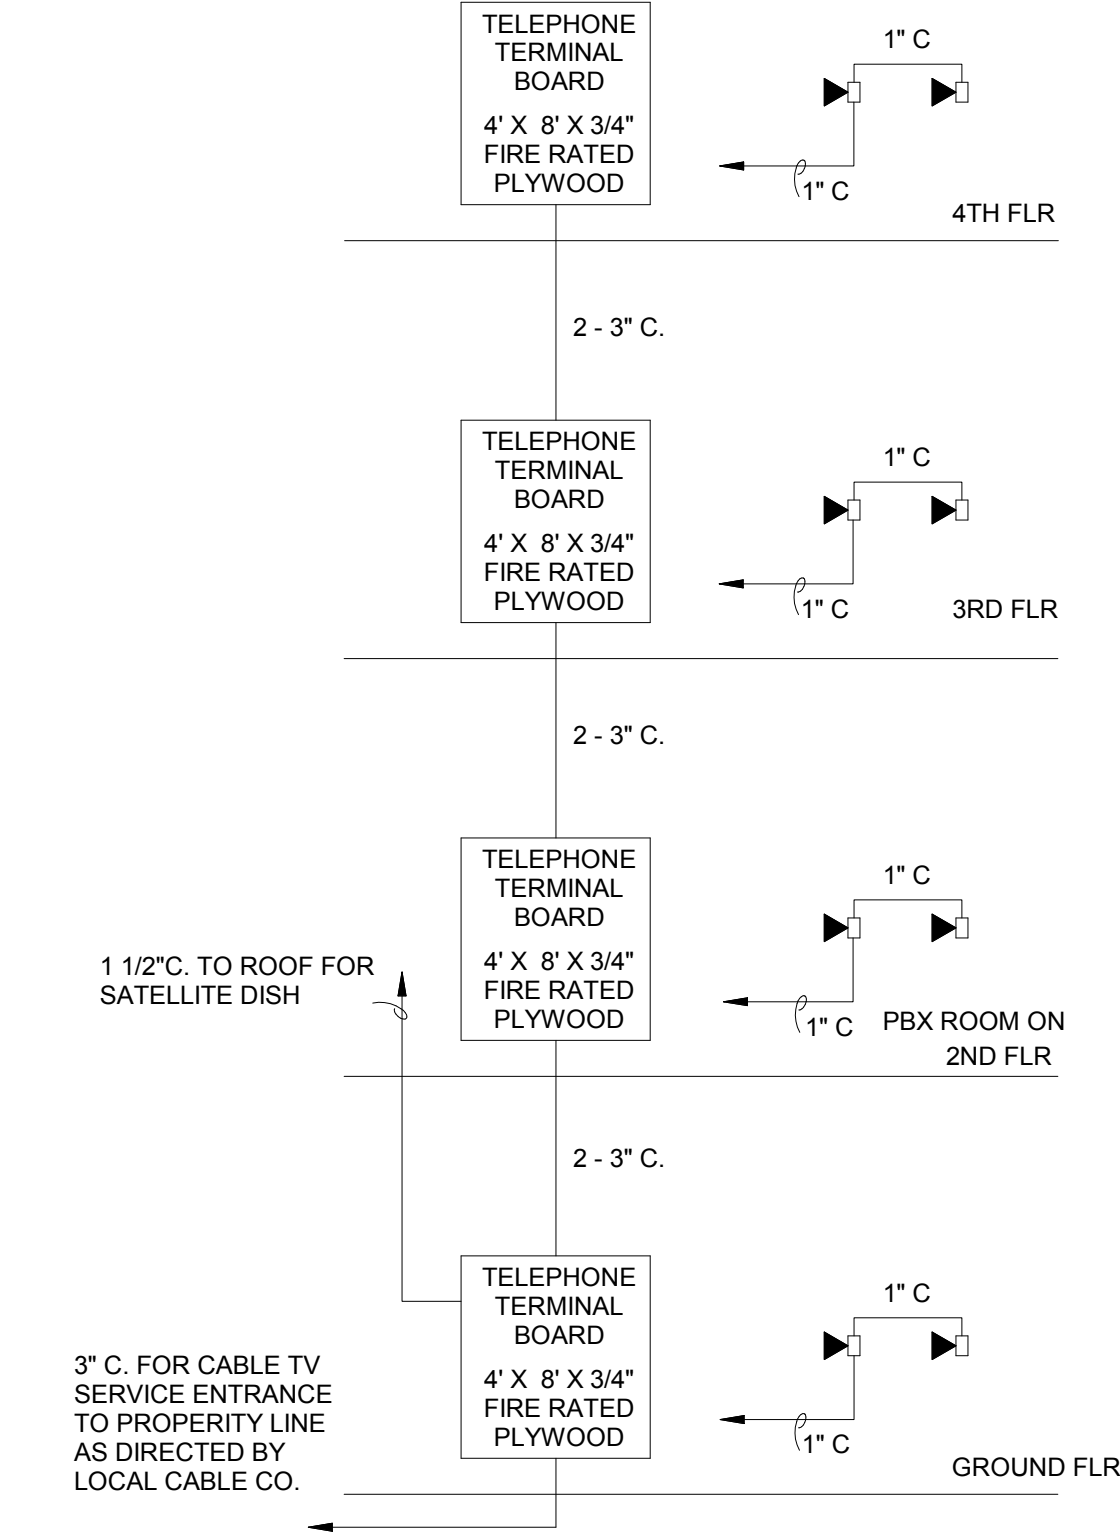 TELEPHONE
TERMINAL
BOARD
4' X 8' X 3/4"
FIRE RATED
PLYWOOD
1" C
1" C
4TH FLR
2 - 3" C.
TELEPHONE
TERMINAL
BOARD
4' X 8' X 3/4"
FIRE RATED
PLYWOOD
1" C
1" C
3RD FLR
2 - 3" C.
TELEPHONE
TERMINAL
BOARD
4' X 8' X 3/4"
FIRE RATED
PLYWOOD
1" C
1" C
PBX ROOM ON
2ND FLR
1 1/2"C. TO ROOF FOR
SATELLITE DISH
2 - 3" C.
TELEPHONE
TERMINAL
BOARD
4' X 8' X 3/4"
FIRE RATED
PLYWOOD
1" C
1" C
GROUND FLR
3" C. FOR CABLE TV
SERVICE ENTRANCE
TO PROPERITY LINE
AS DIRECTED BY
LOCAL CABLE CO.